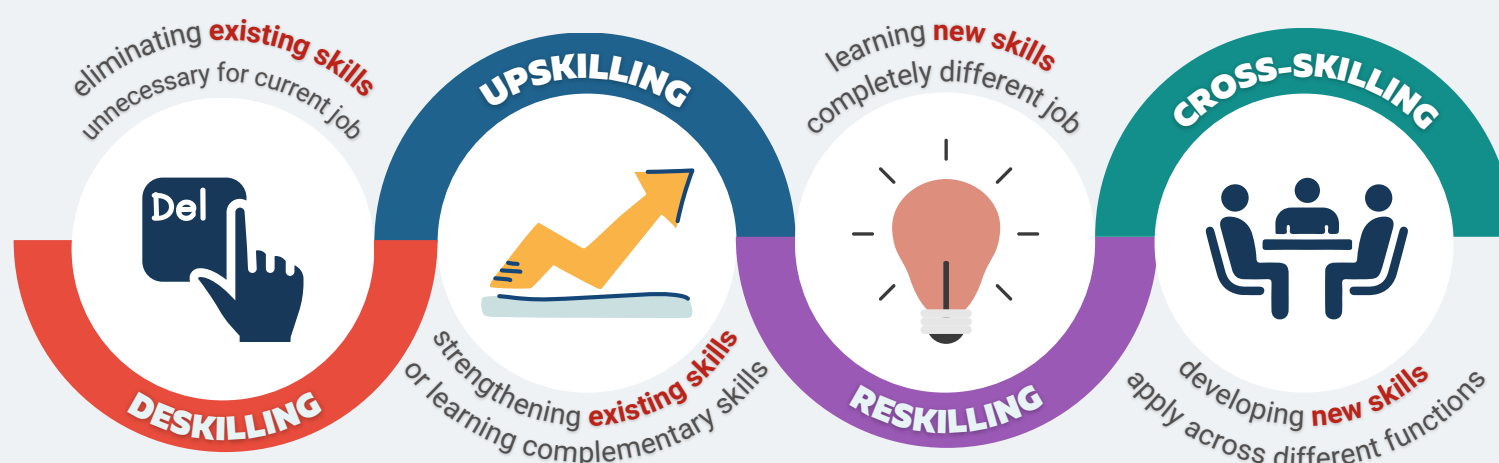 eliminating existing skills
unnecessary for current job
Del
DESKILLING
UPSKILLING
strengthening existing skills
or learning complementary skills
learning new skills
completely different job
RESKILLING
CROSS-SKILLING
developing new skills
apply across different functions